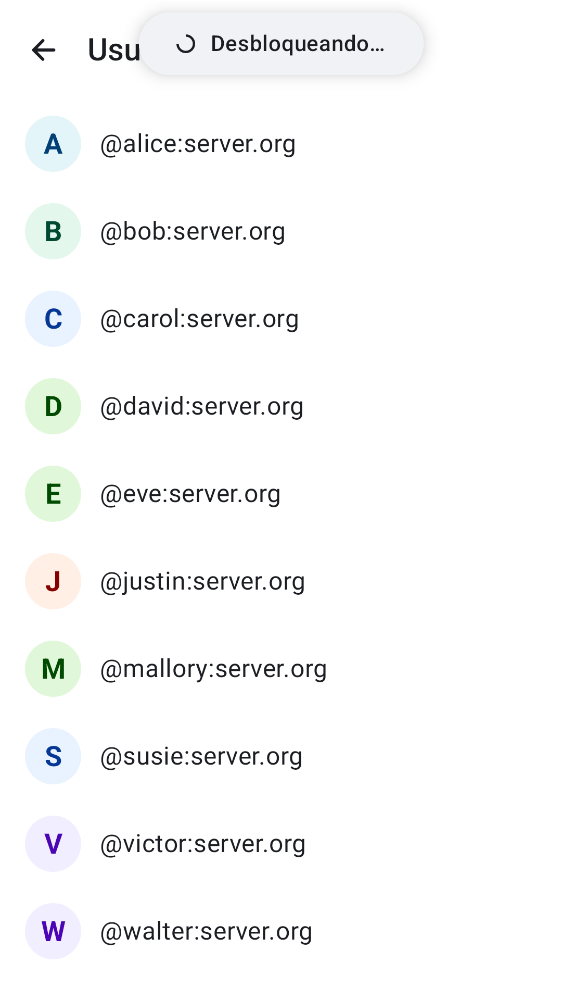 Usu
Desbloqueando…
A
@alice:server.org
B
@bob:server.org
C
@carol:server.org
D
@david:server.org
E
@eve:server.org
J
@justin:server.org
M
@mallory:server.org
S
@susie:server.org
V
@victor:server.org
W
@walter:server.org